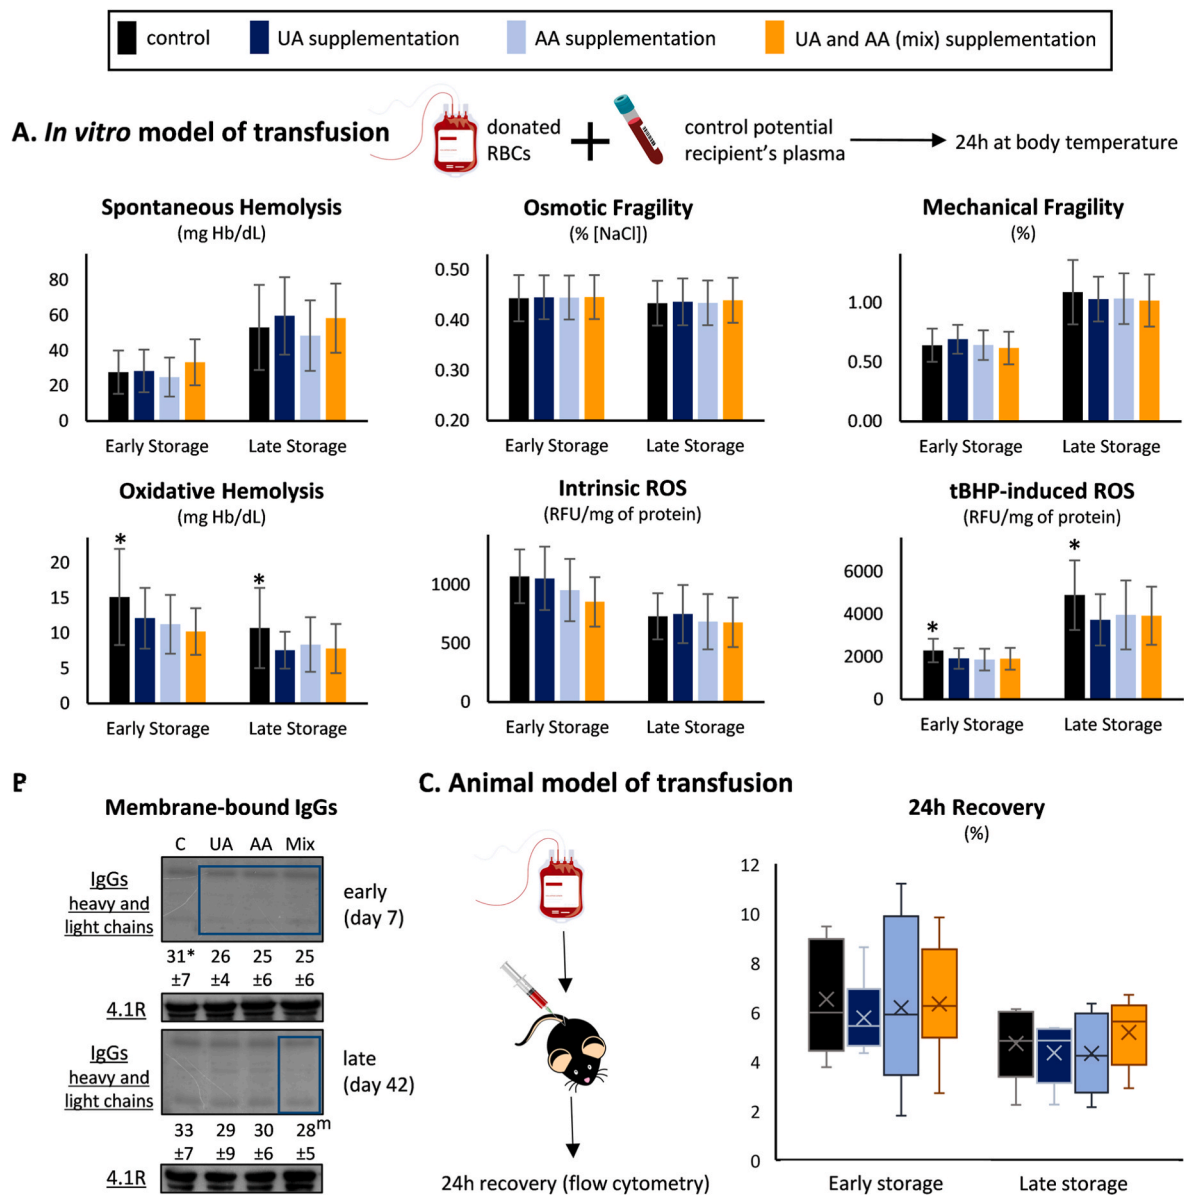 control
UA supplementation
AA supplementation
UA and AA (mix) supplementation
A. In vitro model of transfusion
donated
RBCs
control potential
recipient's plasma
24h at body temperature
Spontaneous Hemolysis
(mg Hb/dL)
80
60
40
20
0
Early Storage
Late Storage
Osmotic Fragility
(% [NaCl])
0.50
0.40
0.30
0.20
Early Storage
Late Storage
Mechanical Fragility
(%)
1.00
0.50
0.00
Early Storage
Late Storage
Oxidative Hemolysis
(mg Hb/dL)
20
15
10
5
0
*
*
Early Storage
Late Storage
Intrinsic ROS
(RFU/mg of protein)
1000
500
0
Early Storage
Late Storage
tBHP-induced ROS
(RFU/mg of protein)
6000
4000
2000
0
*
*
Early Storage
Late Storage
B
Membrane-bound IgGs
C UA AA Mix
IgGs
heavy and
light chains
early
(day 7)
31* 26 25 25
±7 ±4 ±6 ±6
4.1R
IgGs
heavy and
light chains
late
(day 42)
33 29 30 28m
±7 ±9 ±6 ±5
4.1R
C. Animal model of transfusion
24h recovery (flow cytometry)
24h Recovery
(%)
12
10
8
6
4
2
0
Early storage
Late storage